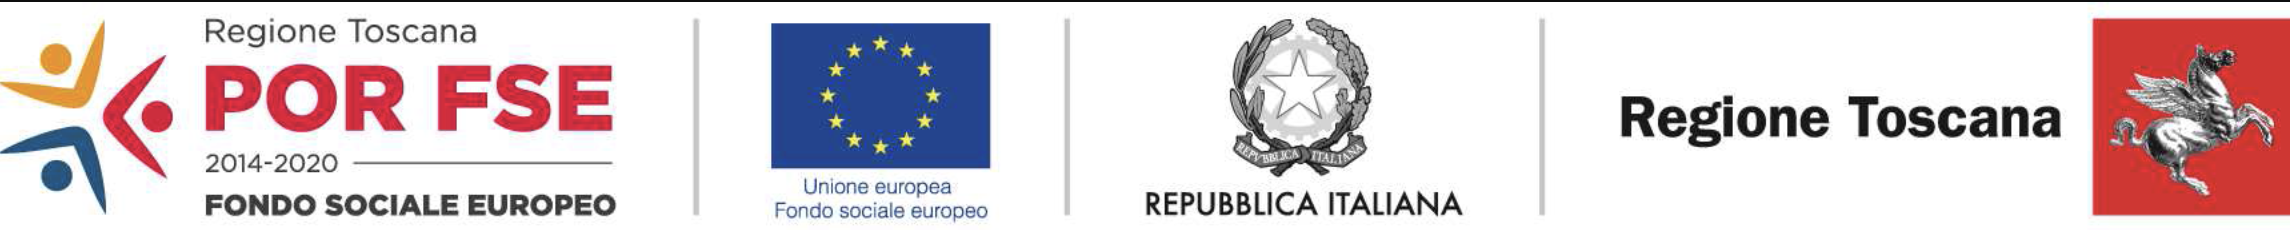 Regione Toscana
POR FSE
2014-2020
FONDO SOCIALE EUROPEO
Unione europea
Fondo sociale europeo
REPVBBLICA ITALIANA
REPUBBLICA ITALIANA
Regione Toscana